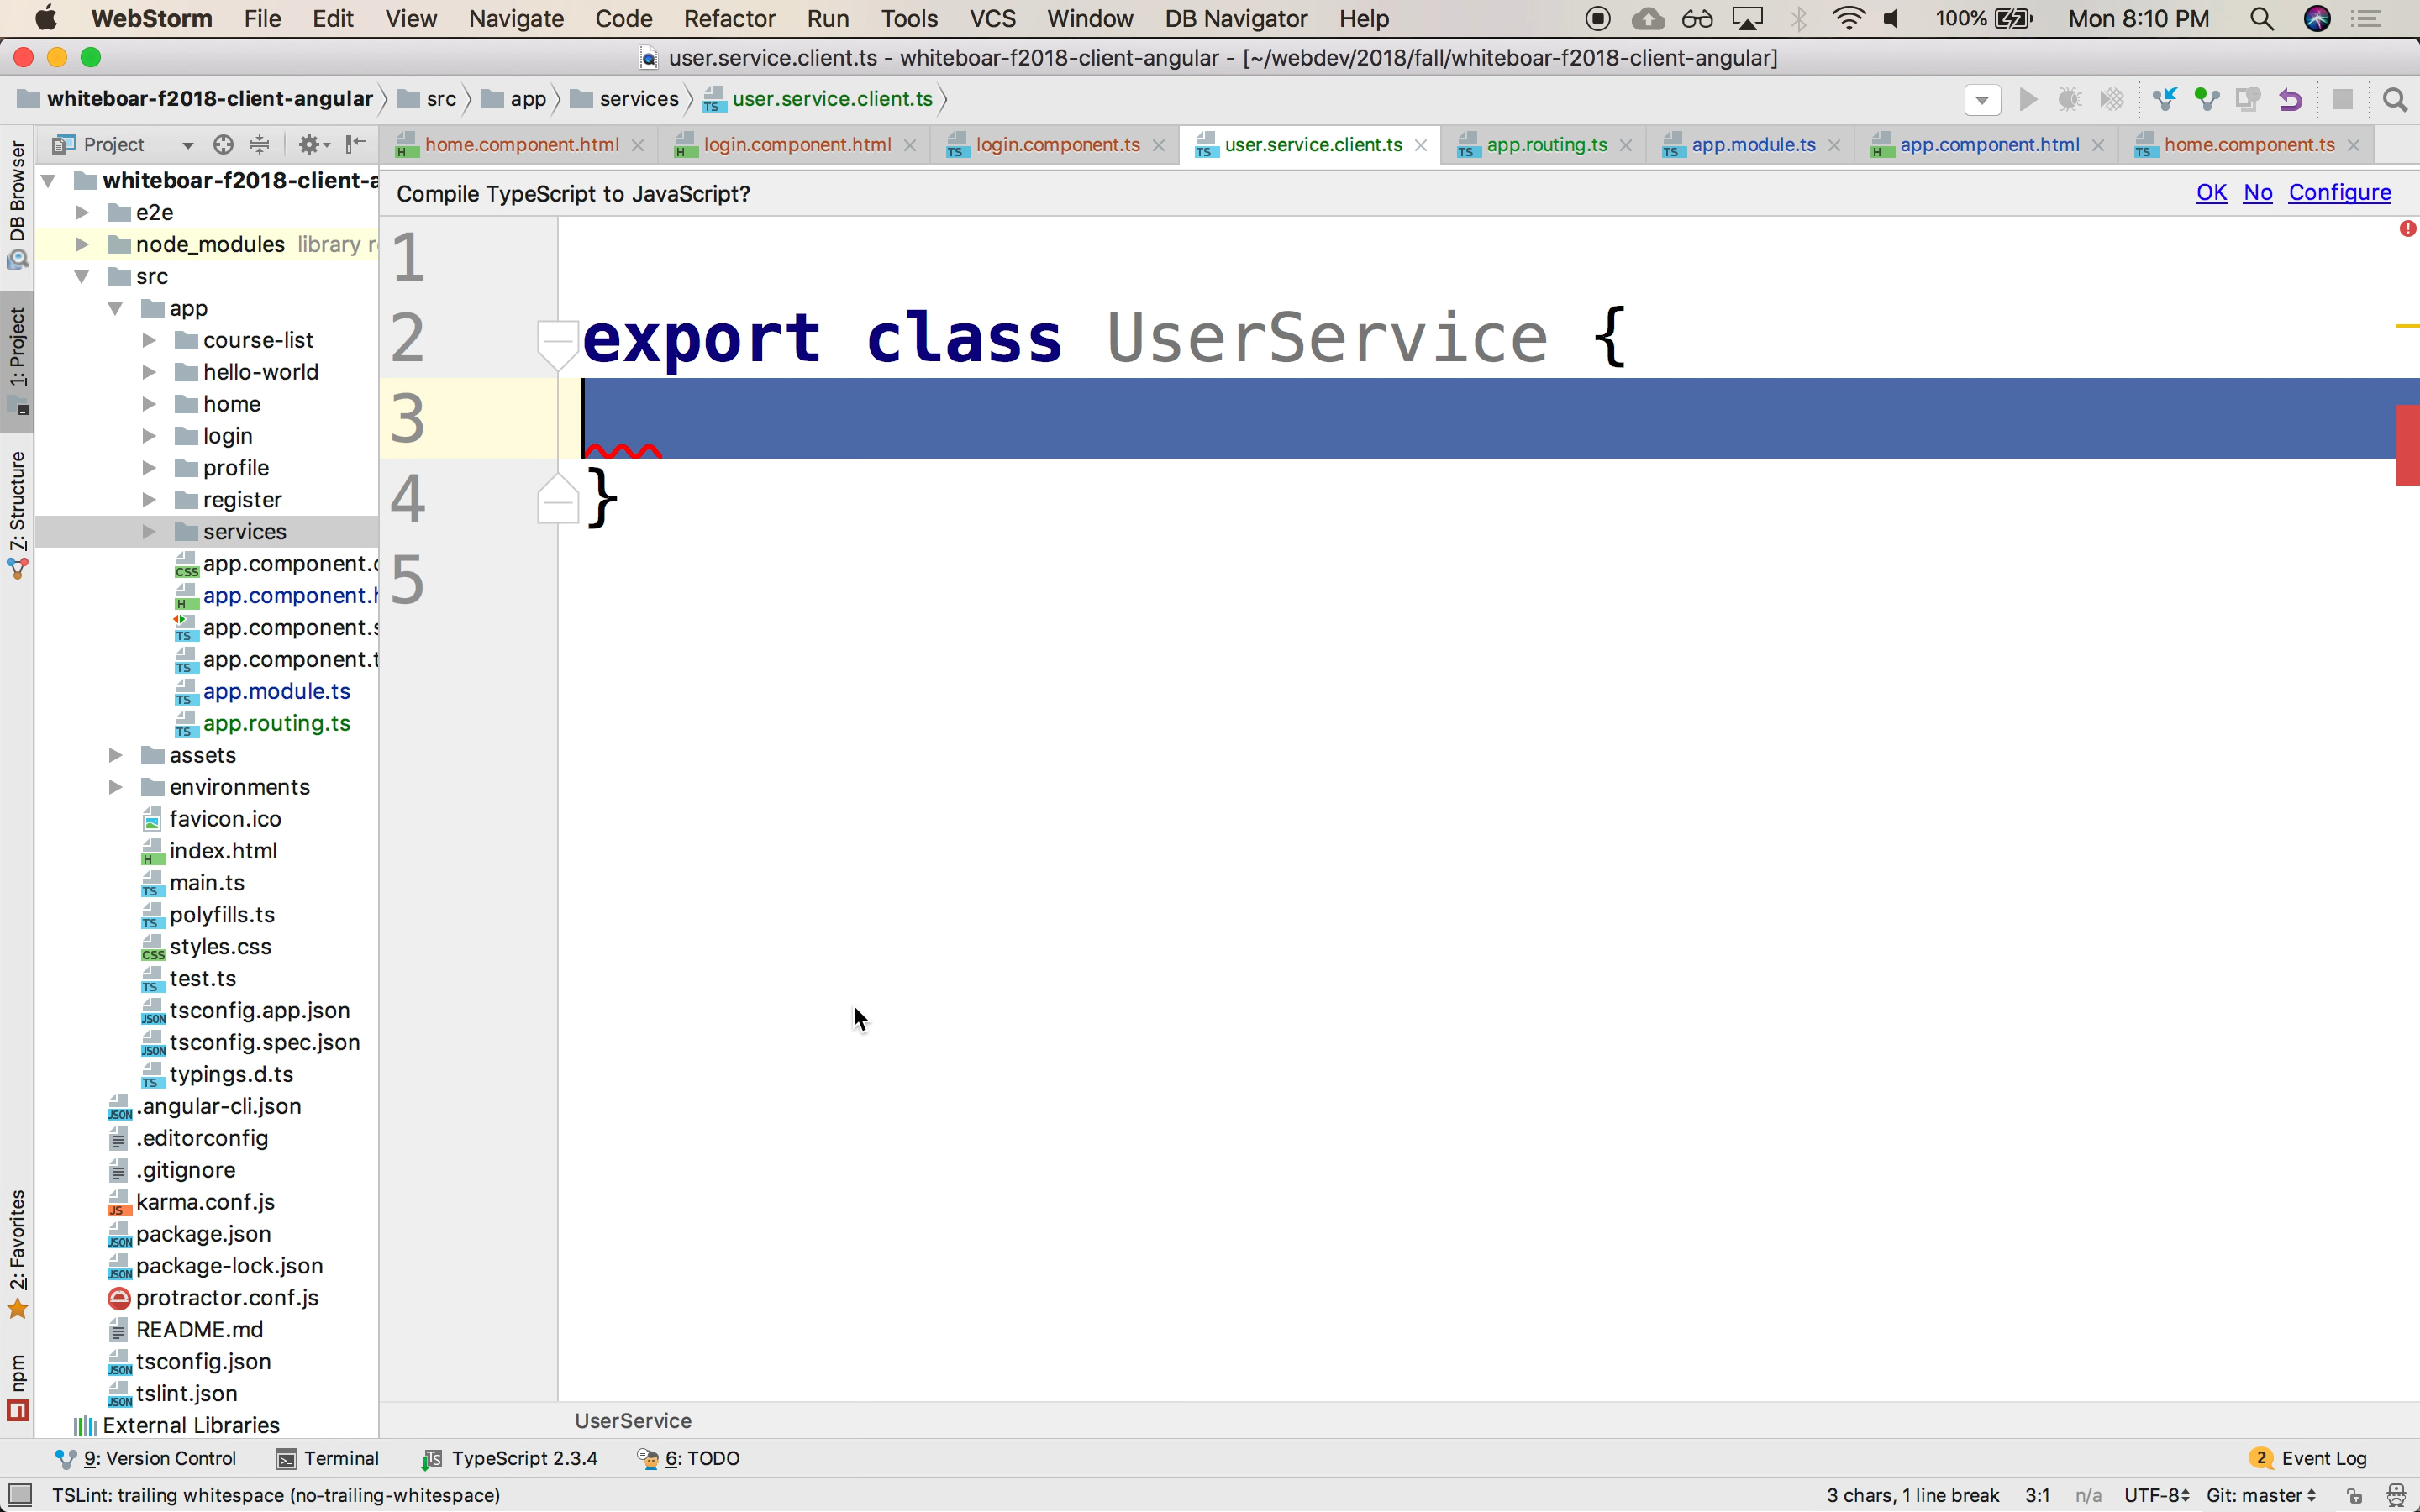 WebStorm File Edit View Navigate Code Refactor Run Tools VCS Window DB Navigator Help 100% Mon 8:10 PM
user.service.client.ts - whiteboar-f2018-client-angular - [~/webdev/2018/fall/whiteboar-f2018-client-angular]
whiteboar-f2018-client-angular src app services user.service.client.ts
Project home.component.html login.component.html login.component.ts user.service.client.ts app.routing.ts app.module.ts app.component.html home.component.ts
Compile TypeScript to JavaScript? OK No Configure
DB Browser
1: Project
7: Structure
2: Favorites
npm
whiteboar-f2018-client-a
e2e
node_modules library r
src
app
course-list
hello-world
home
login
profile
register
services
app.component.c
app.component.h
app.component.s
app.component.t
app.module.ts
app.routing.ts
assets
environments
favicon.ico
index.html
main.ts
polyfills.ts
styles.css
test.ts
tsconfig.app.json
tsconfig.spec.json
typings.d.ts
.angular-cli.json
.editorconfig
.gitignore
karma.conf.js
package.json
package-lock.json
protractor.conf.js
README.md
tsconfig.json
tslint.json
External Libraries
1
2 export class UserService {
3
4 }
5
UserService
9: Version Control Terminal TypeScript 2.3.4 6: TODO 2 Event Log
TSLint: trailing whitespace (no-trailing-whitespace) 3 chars, 1 line break 3:1 n/a UTF-8 Git: master